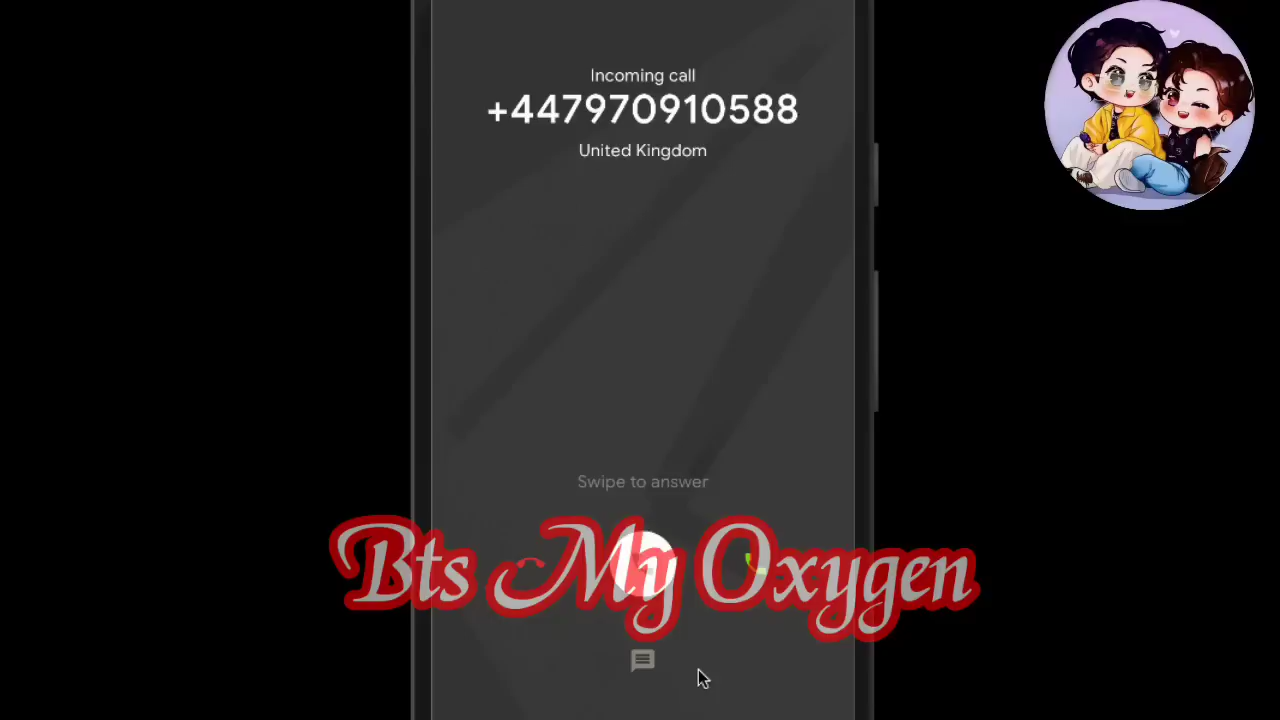 Incoming call
+447970910588
United Kingdom
Swipe to answer
Bts My Oxygen